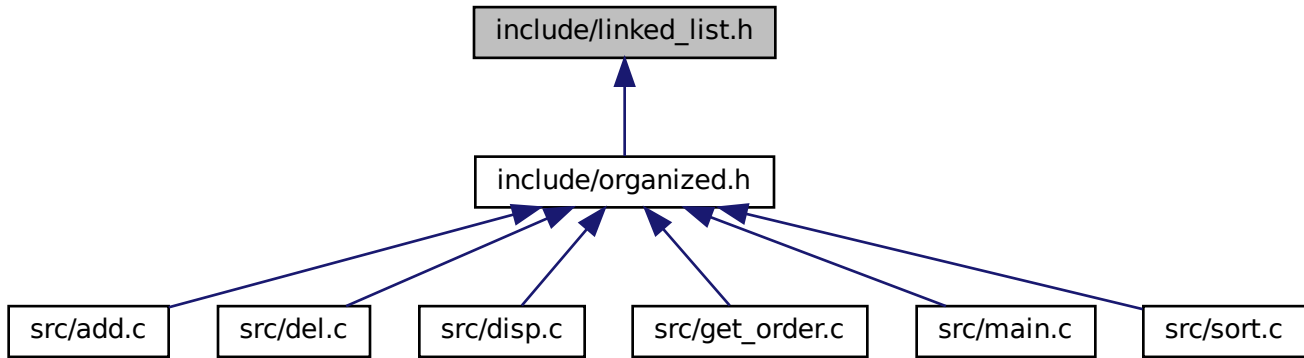 include/linked_list.h
include/organized.h
src/add.c
src/del.c
src/disp.c
src/get_order.c
src/main.c
src/sort.c